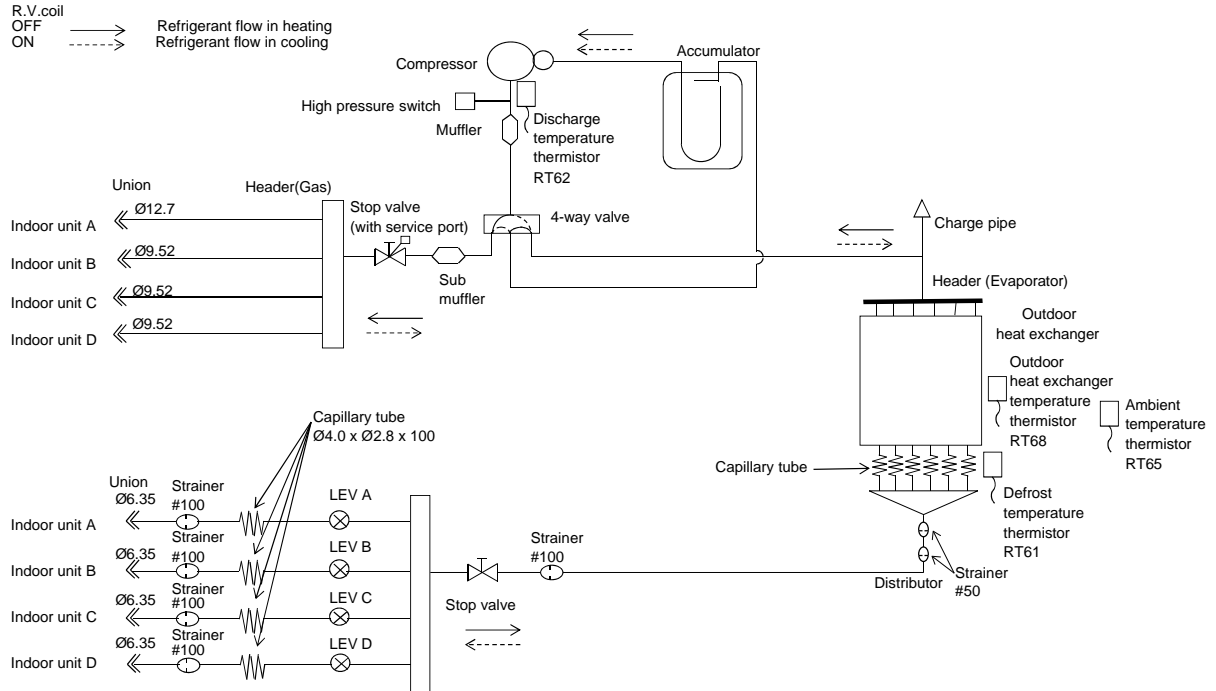 R.V.coil
OFF Refrigerant flow in heating
ON Refrigerant flow in cooling
Compressor
Accumulator
High pressure switch
Muffler
Discharge
temperature
thermistor
RT62
Union
Header(Gas)
Stop valve
(with service port)
4-way valve
Indoor unit A
Ø12.7
Indoor unit B
Ø9.52
Indoor unit C
Ø9.52
Indoor unit D
Ø9.52
Sub
muffler
Charge pipe
Header (Evaporator)
Outdoor
heat exchanger
Outdoor
heat exchanger
temperature
thermistor
RT68
Ambient
temperature
thermistor
RT65
Capillary tube
Defrost
temperature
thermistor
RT61
Distributor
Strainer
#50
Capillary tube
Ø4.0 x Ø2.8 x 100
Union
Indoor unit A
Ø6.35
Strainer
#100
LEV A
Indoor unit B
Ø6.35
Strainer
#100
LEV B
Indoor unit C
Ø6.35
Strainer
#100
LEV C
Indoor unit D
Ø6.35
Strainer
#100
LEV D
Stop valve
Strainer
#100